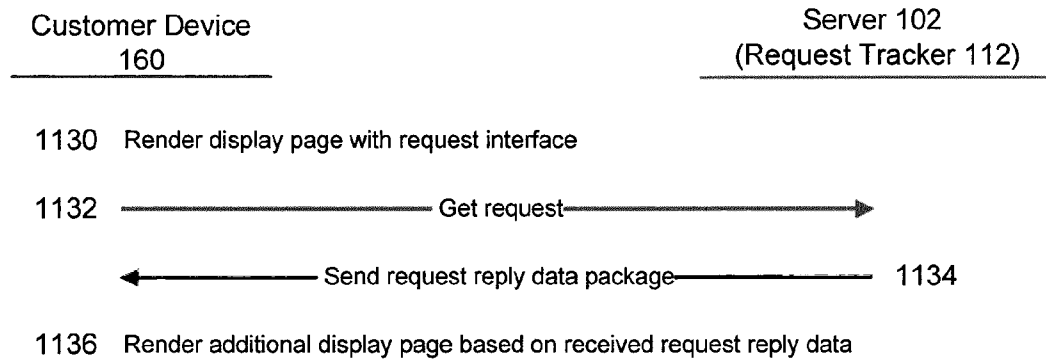 Customer Device
160
Server 102
(Request Tracker 112)
1130 Render display page with request interface
1132 Get request
Send request reply data package 1134
1136 Render additional display page based on received request reply data